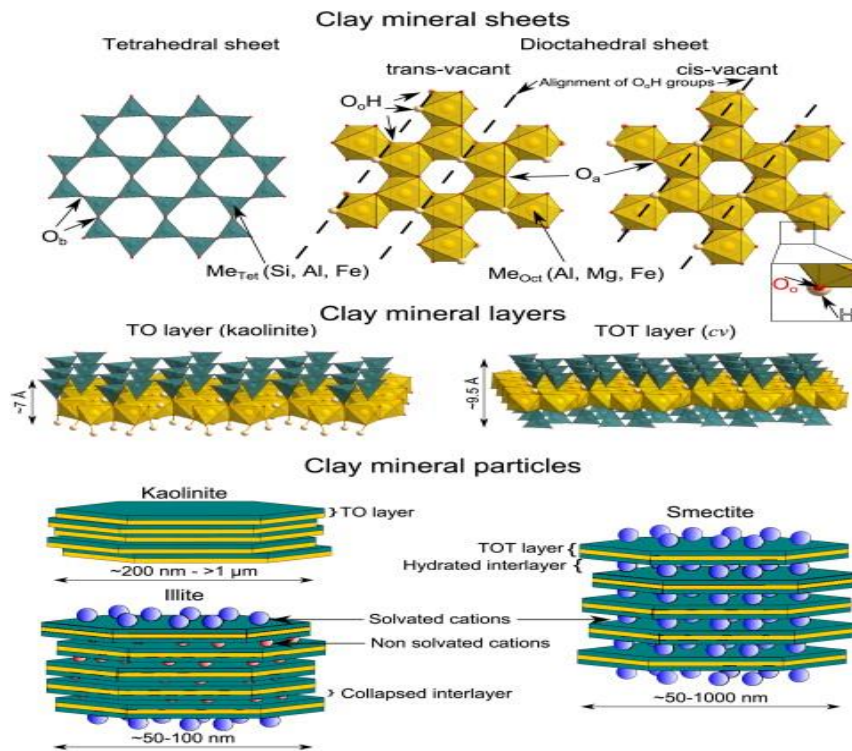 Clay mineral sheets
Tetrahedral sheet
Dioctahedral sheet
trans-vacant
Alignment of OₒH groups
cis-vacant
OₒH
Oₐ
O_b
Me_Tet (Si, Al, Fe)
Me_Oct (Al, Mg, Fe)
Oₒ
H
Clay mineral layers
TO layer (kaolinite)
TOT layer (cv)
~7 Å
~9.5 Å
Clay mineral particles
Kaolinite
TO layer
~200 nm - >1 µm
Illite
Solvated cations
Non solvated cations
Collapsed interlayer
~50-100 nm
Smectite
TOT layer
Hydrated interlayer
~50-1000 nm